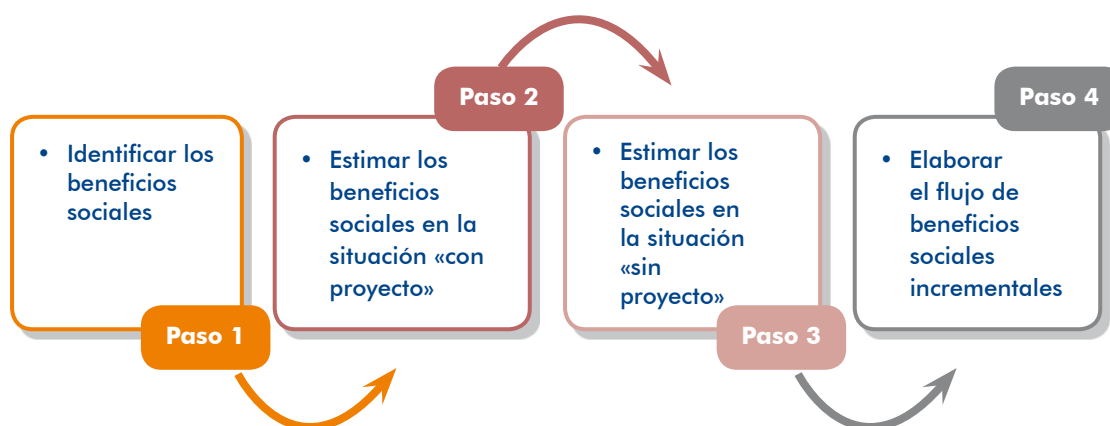 Paso 1
• Identificar los
beneficios
sociales
Paso 2
• Estimar los
beneficios
sociales en la
situación «con
proyecto»
Paso 3
• Estimar los
beneficios
sociales en
la situación
«sin
proyecto»
Paso 4
• Elaborar
el flujo de
beneficios
sociales
incrementales